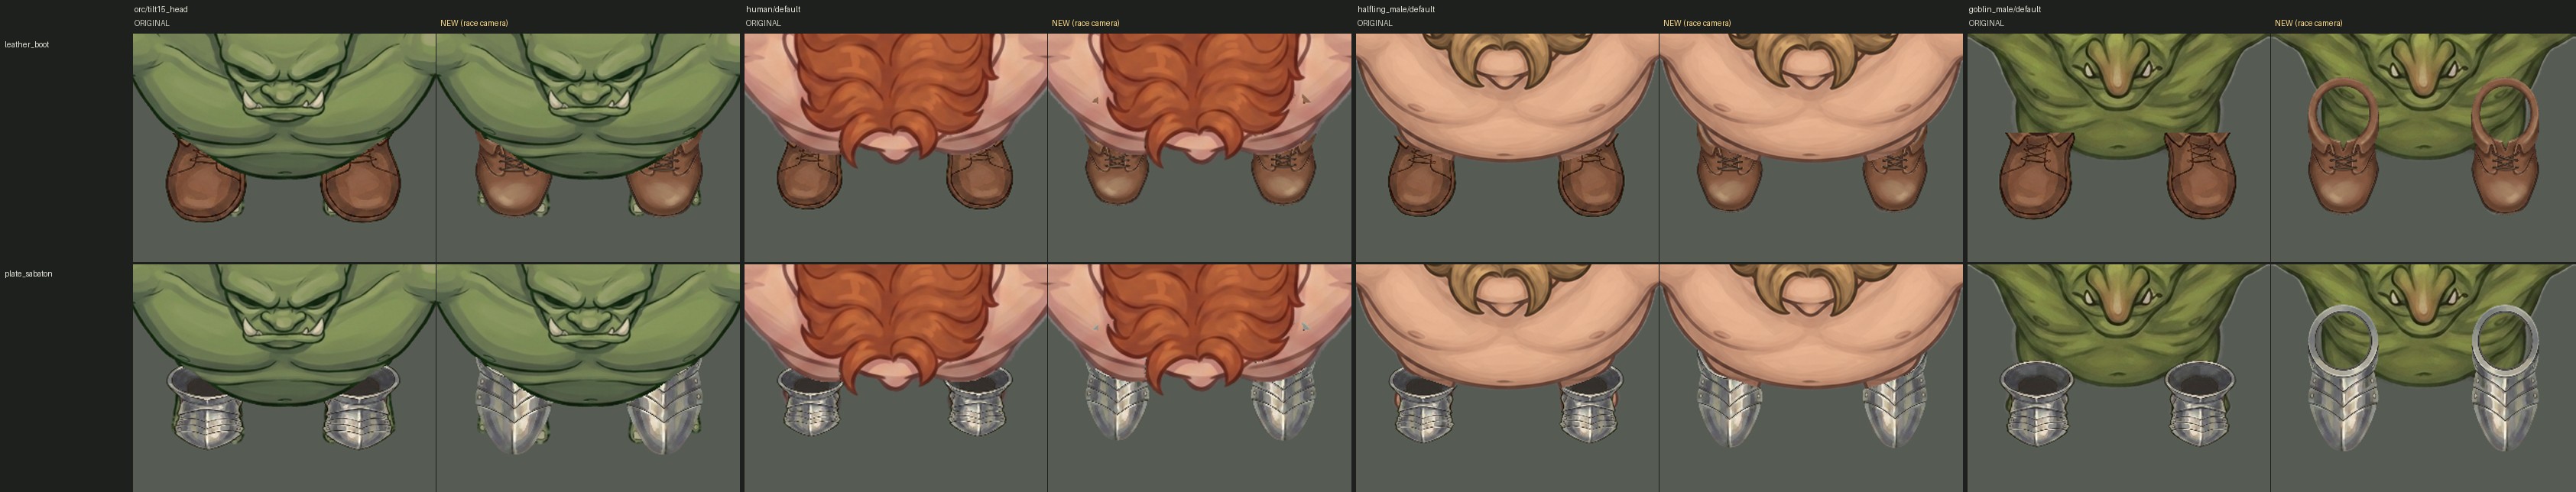 orc/tilt15_head
human/default
halfling_male/default
goblin_male/default
ORIGINAL
NEW (race camera)
ORIGINAL
NEW (race camera)
ORIGINAL
NEW (race camera)
ORIGINAL
NEW (race camera)
leather_boot
plate_sabaton